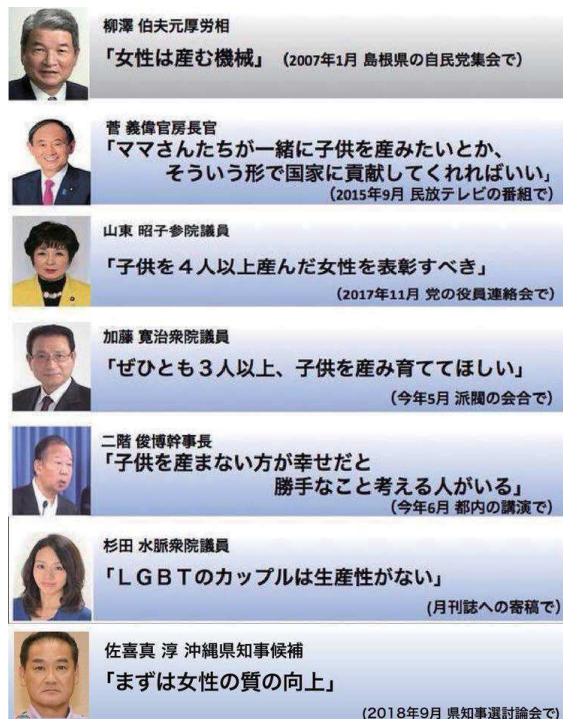 柳澤 伯夫元厚労相
「女性は産む機械」（2007年1月 島根県の自民党集会で）
菅 義偉官房長官
「ママさんたちが一緒に子供を産みたいとか、
そういう形で国家に貢献してくれればいい」
（2015年9月 民放テレビの番組で）
山東 昭子参院議員
「子供を４人以上産んだ女性を表彰すべき」
（2017年11月 党の役員連絡会で）
加藤 寛治衆院議員
「ぜひとも３人以上、子供を産み育ててほしい」
（今年5月 派閥の会合で）
二階 俊博幹事長
「子供を産まない方が幸せだと
勝手なこと考える人がいる」
（今年6月 都内の講演で）
杉田 水脈衆院議員
「ＬＧＢＴのカップルは生産性がない」
(月刊誌への寄稿で）
佐喜真 淳 沖縄県知事候補
「まずは女性の質の向上」
(2018年9月 県知事選討論会で)